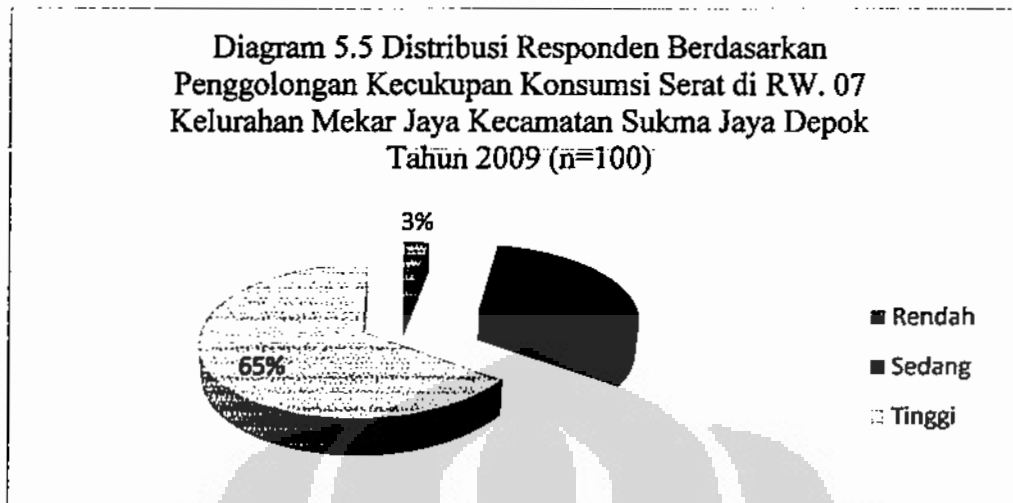 Diagram 5.5 Distribusi Responden Berdasarkan
Penggolongan Kecukupan Konsumsi Serat di RW. 07
Kelurahan Mekar Jaya Kecamatan Sukma Jaya Depok
Tahun 2009 (n=100)
3%
65%
Rendah
Sedang
Tinggi